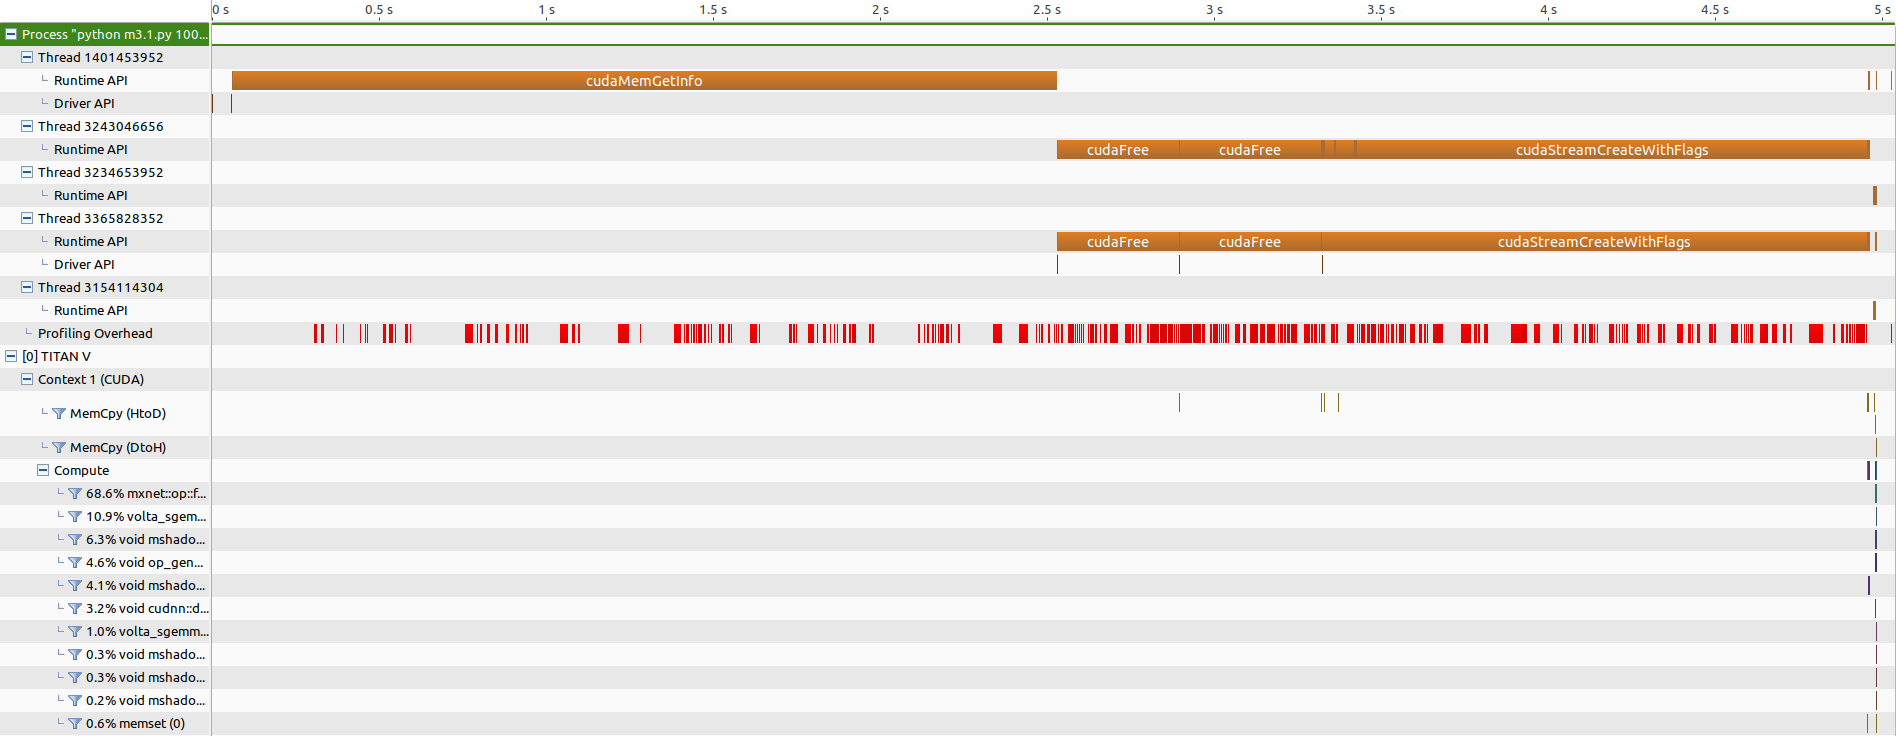 0 s 0.5 s 1 s 1.5 s 2 s 2.5 s 3 s 3.5 s 4 s 4.5 s 5 s
Process "python m3.1.py 100...
Thread 1401453952
Runtime API cudaMemGetInfo
Driver API
Thread 3243046656
Runtime API cudaFree cudaFree cudaStreamCreateWithFlags
Thread 3234653952
Runtime API
Thread 3365828352
Runtime API cudaFree cudaFree cudaStreamCreateWithFlags
Driver API
Thread 3154114304
Runtime API
Profiling Overhead
[0] TITAN V
Context 1 (CUDA)
MemCpy (HtoD)
MemCpy (DtoH)
Compute
68.6% mxnet::op::f...
10.9% volta_sgem...
6.3% void mshado...
4.6% void op_gen...
4.1% void mshado...
3.2% void cudnn::d...
1.0% volta_sgemm...
0.3% void mshado...
0.3% void mshado...
0.2% void mshado...
0.6% memset (0)